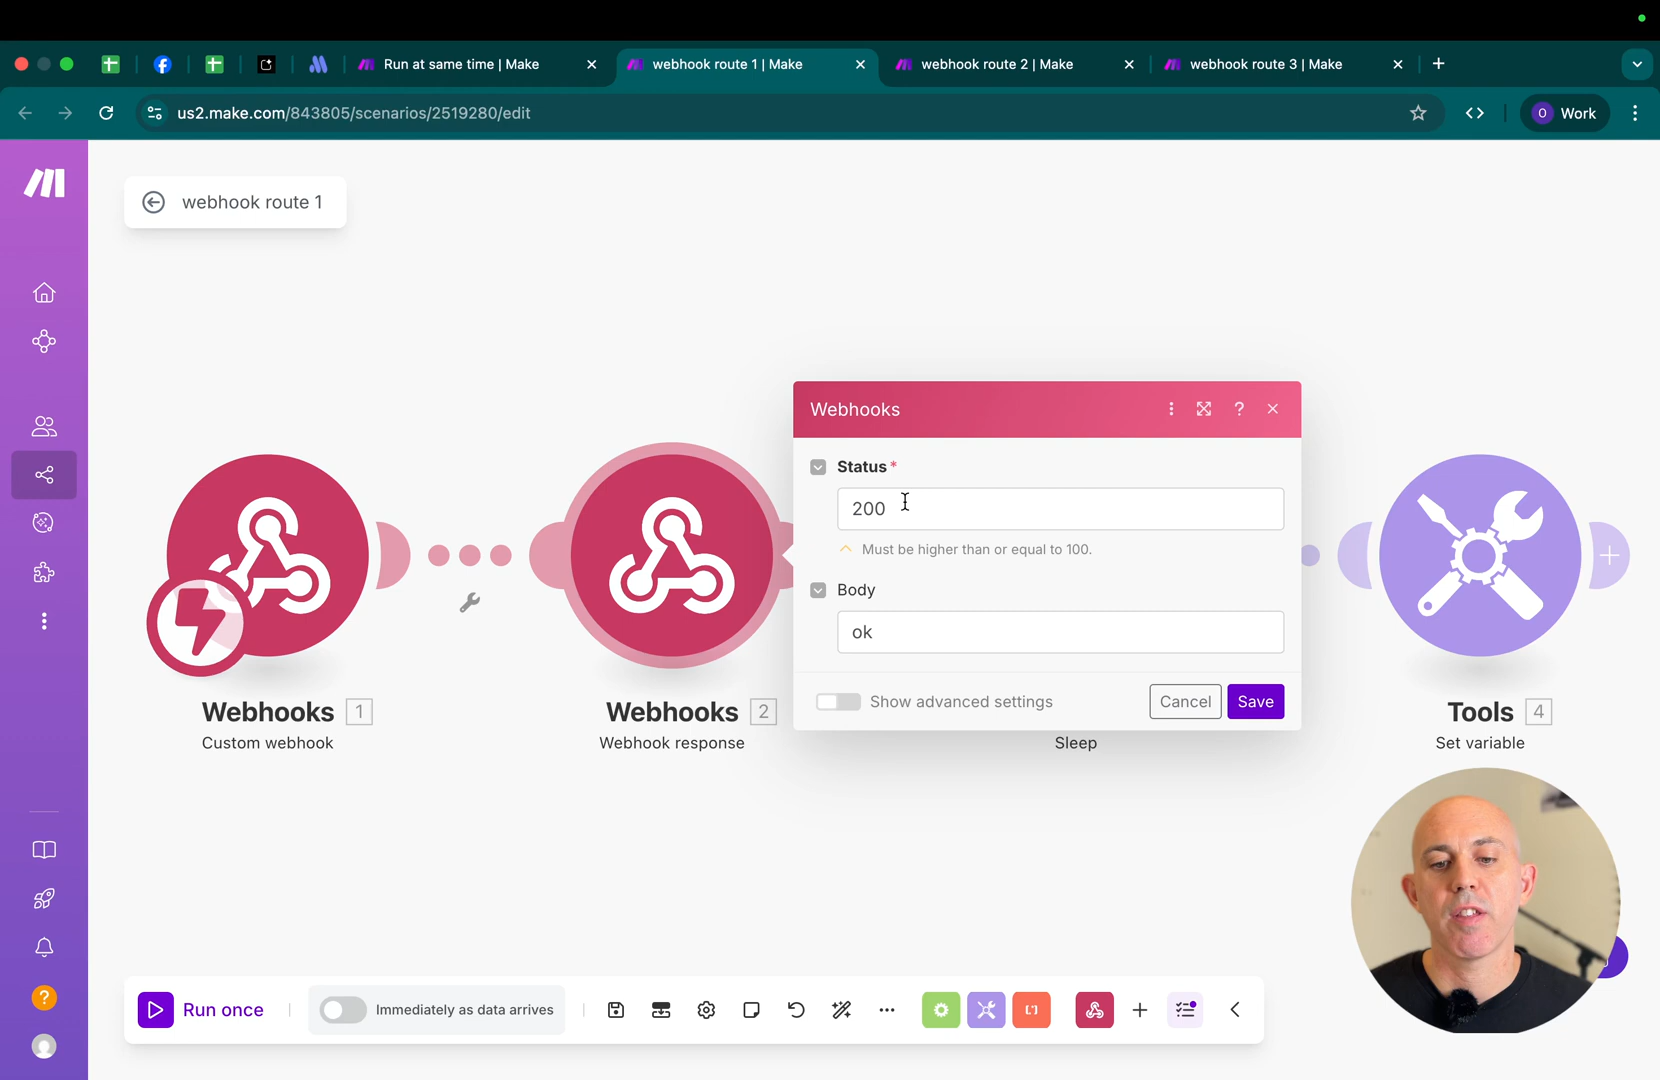 Run at same time | Make
webhook route 1 | Make
webhook route 2 | Make
webhook route 3 | Make
us2.make.com/843805/scenarios/2519280/edit
O Work
webhook route 1
Webhooks
Status *
200
Must be higher than or equal to 100.
Body
ok
Show advanced settings
Cancel
Save
Webhooks 1
Custom webhook
Webhooks 2
Webhook response
Sleep
Tools 4
Set variable
Run once
Immediately as data arrives